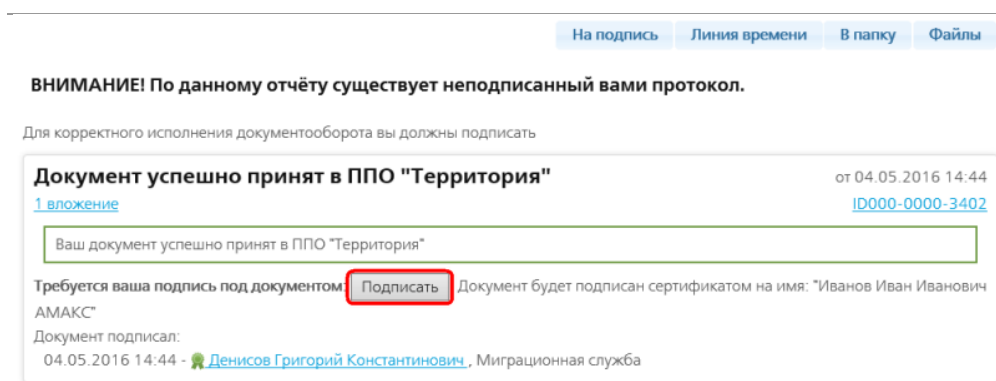 На подпись Линия времени В папку Файлы
ВНИМАНИЕ! По данному отчёту существует неподписанный вами протокол.
Для корректного исполнения документооборота вы должны подписать
Документ успешно принят в ППО "Территория" от 04.05.2016 14:44
1 вложение ID000-0000-3402
Ваш документ успешно принят в ППО "Территория"
Требуется ваша подпись под документом: Подписать Документ будет подписан сертификатом на имя: "Иванов Иван Иванович
АМАКС"
Документ подписал:
04.05.2016 14:44 - Денисов Григорий Константинович , Миграционная служба